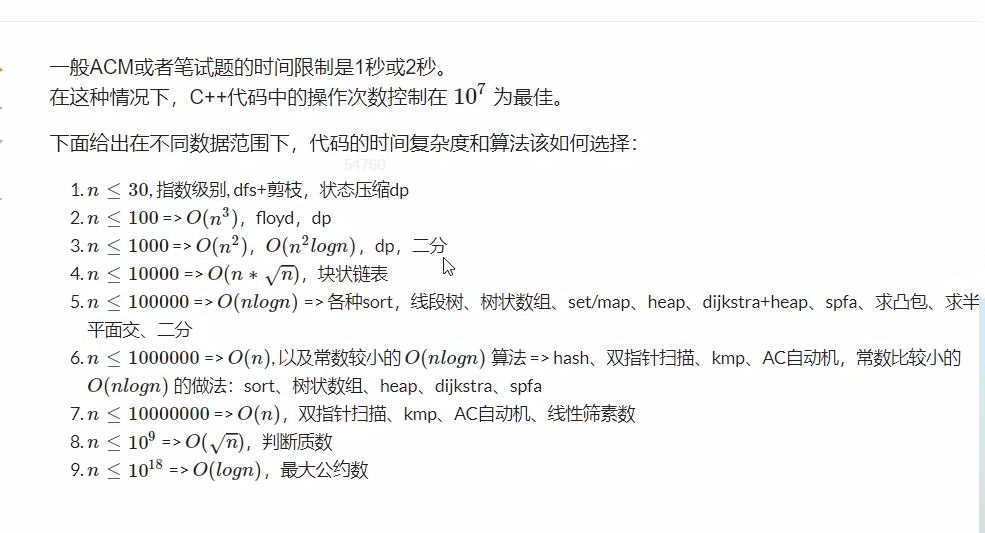 一般ACM或者笔试题的时间限制是1秒或2秒。
在这种情况下，C++代码中的操作次数控制在 10^7 为最佳。
下面给出在不同数据范围下，代码的时间复杂度和算法该如何选择：
54760
1. n ≤ 30, 指数级别, dfs+剪枝，状态压缩dp
2. n ≤ 100 => O(n^3)，floyd，dp
3. n ≤ 1000 => O(n^2)，O(n^2logn)，dp，二分
4. n ≤ 10000 => O(n * √n)，块状链表
5. n ≤ 100000 => O(nlogn) => 各种sort，线段树、树状数组、set/map、heap、dijkstra+heap、spfa、求凸包、求半
平面交、二分
6. n ≤ 1000000 => O(n), 以及常数较小的 O(nlogn) 算法 => hash、双指针扫描、kmp、AC自动机，常数比较小的
O(nlogn) 的做法：sort、树状数组、heap、dijkstra、spfa
7. n ≤ 10000000 => O(n)，双指针扫描、kmp、AC自动机、线性筛素数
8. n ≤ 10^9 => O(√n)，判断质数
9. n ≤ 10^18 => O(logn)，最大公约数